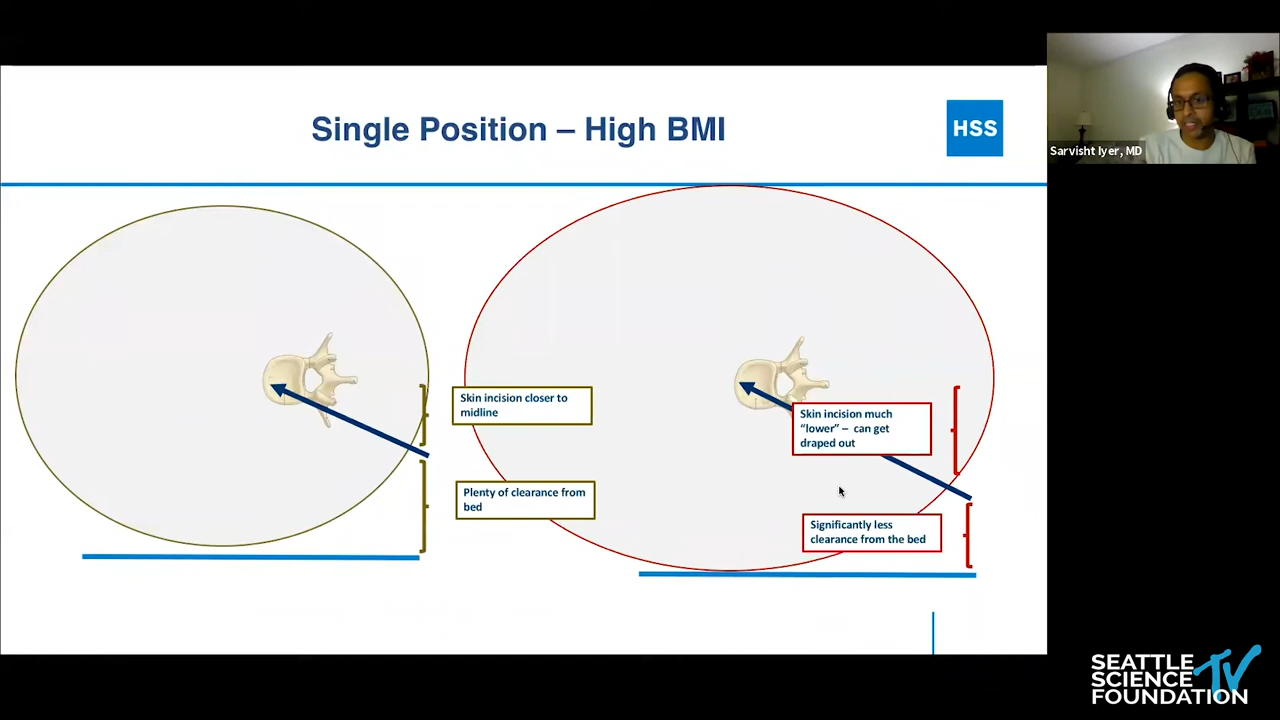 Single Position – High BMI
HSS
Sarvisht Iyer, MD
Skin incision closer to
midline
Plenty of clearance from
bed
Skin incision much
“lower” – can get
draped out
Significantly less
clearance from the bed
SEATTLE
SCIENCE
FOUNDATION
TV